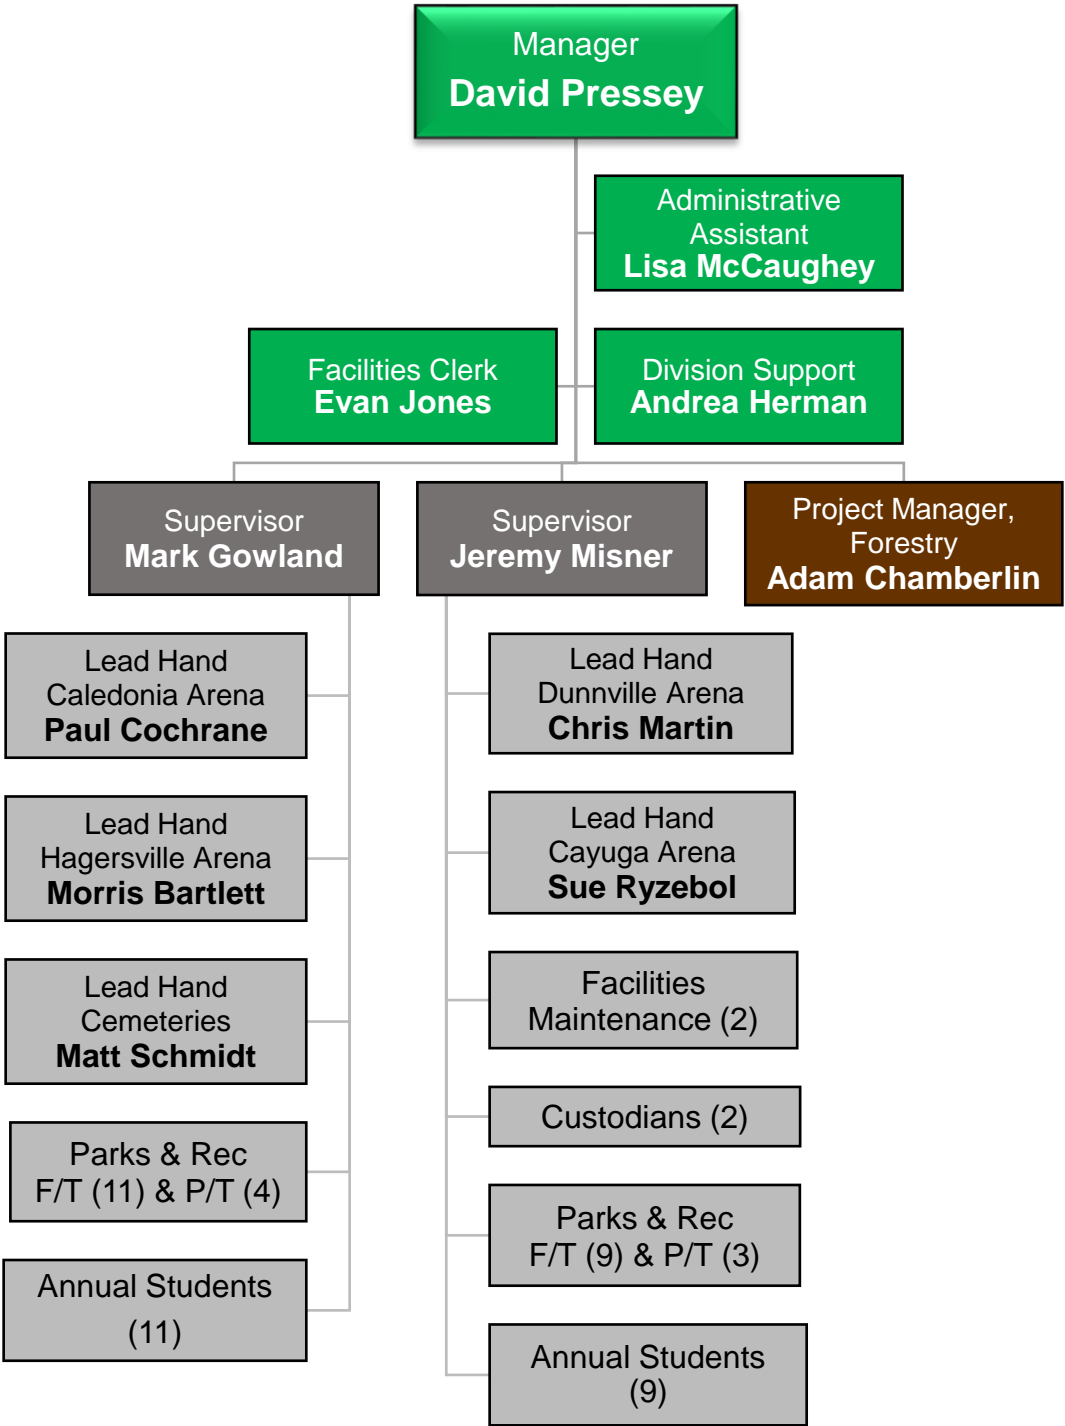 Manager
David Pressey
Administrative
Assistant
Lisa McCaughey
Facilities Clerk
Evan Jones
Division Support
Andrea Herman
Supervisor
Mark Gowland
Supervisor
Jeremy Misner
Project Manager,
Forestry
Adam Chamberlin
Lead Hand
Caledonia Arena
Paul Cochrane
Lead Hand
Hagersville Arena
Morris Bartlett
Lead Hand
Cemeteries
Matt Schmidt
Parks & Rec
F/T (11) & P/T (4)
Annual Students
(11)
Lead Hand
Dunnville Arena
Chris Martin
Lead Hand
Cayuga Arena
Sue Ryzebol
Facilities
Maintenance (2)
Custodians (2)
Parks & Rec
F/T (9) & P/T (3)
Annual Students
(9)